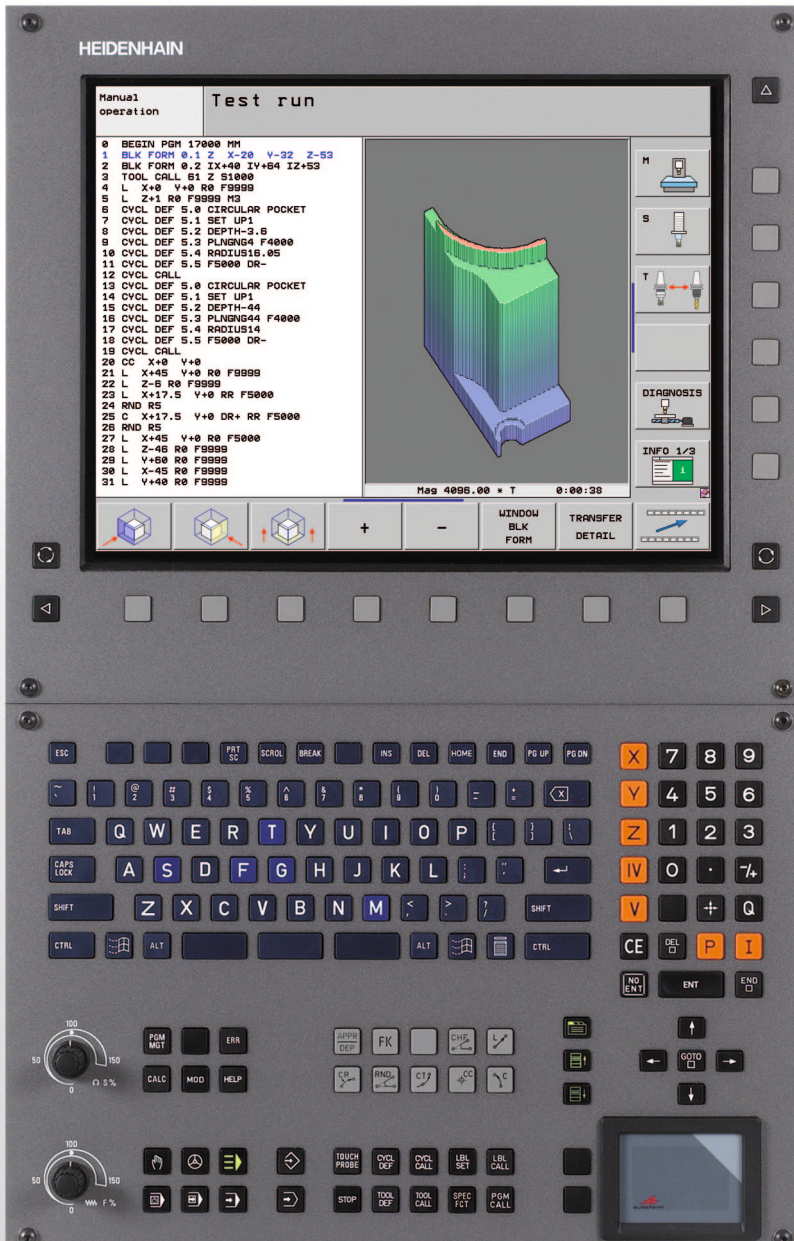 HEIDENHAIN
Manual
operation
Test run
0 BEGIN PGM 17000 MM
1 BLK FORM 0.1 Z X-20 Y-32 Z-53
2 BLK FORM 0.2 IX+40 IY+64 IZ+53
3 TOOL CALL 61 Z S1000
4 L X+0 Y+0 R0 F9999
5 L Z+1 R0 F9999 M3
6 CYCL DEF 5.0 CIRCULAR POCKET
7 CYCL DEF 5.1 SET UP1
8 CYCL DEF 5.2 DEPTH-3.6
9 CYCL DEF 5.3 PLNGNG4 F4000
10 CYCL DEF 5.4 RADIUS16.05
11 CYCL DEF 5.5 F5000 DR-
12 CYCL CALL
13 CYCL DEF 5.0 CIRCULAR POCKET
14 CYCL DEF 5.1 SET UP1
15 CYCL DEF 5.2 DEPTH-44
16 CYCL DEF 5.3 PLNGNG44 F4000
17 CYCL DEF 5.4 RADIUS14
18 CYCL DEF 5.5 F5000 DR-
19 CYCL CALL
20 CC X+0 Y+0
21 L X+45 Y+0 R0 F9999
22 L Z-6 R0 F9999
23 L X+17.5 Y+0 RR F5000
24 RND R5
25 C X+17.5 Y+0 DR+ RR F5000
26 RND R5
27 L X+45 Y+0 R0 F5000
28 L Z-46 R0 F9999
29 L Y+60 R0 F9999
30 L X-45 R0 F9999
31 L Y+40 R0 F9999
Mag 4096.00 * T 0:00:38
M
S
T
DIAGNOSIS
INFO 1/3
+
-
WINDOW
BLK
FORM
TRANSFER
DETAIL
ESC PRT SC SCROL BREAK INS DEL HOME END PG UP PG DN
X 7 8 9
~ ` ! 1 @ 2 # 3 $ 4 % 5 ^ 6 & 7 * 8 ( 9 ) 0 _ - + = X
Y 4 5 6
TAB Q W E R T Y U I O P { [ } ] | \
Z 1 2 3
CAPS LOCK A S D F G H J K L : ; " '
IV 0 . -/+
SHIFT Z X C V B N M < , > . ? / SHIFT
V Q
CTRL ALT ALT CTRL
CE DEL P I
NO ENT ENT END
100
50 150
0 S %
PGM MGT ERR
CALC MOD HELP
APPR DEP FK CHF L
CR RND CT CC C
GOTO
100
50 150
0 F %
TOUCH PROBE CYCL DEF CYCL CALL LBL SET LBL CALL
STOP TOOL DEF TOOL CALL SPEC FCT PGM CALL